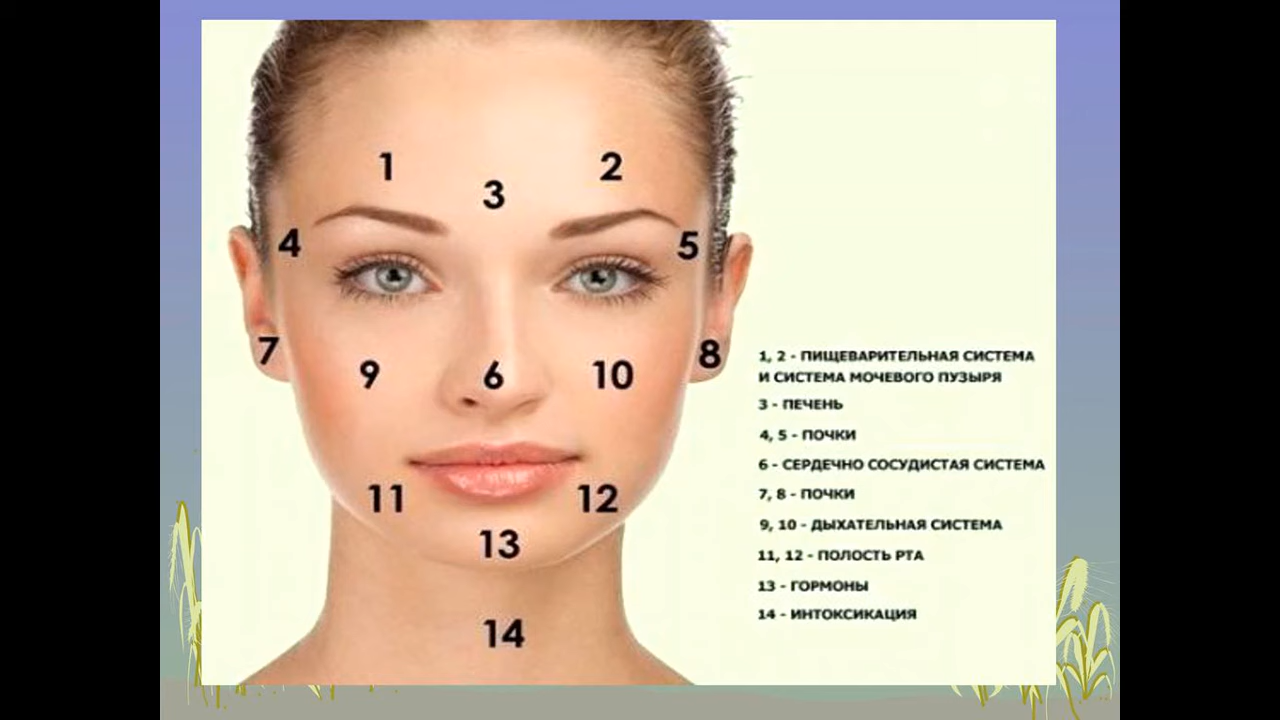 1
2
3
4
5
7
8
9
6
10
11
12
13
14
1, 2 - ПИЩЕВАРИТЕЛЬНАЯ СИСТЕМА
И СИСТЕМА МОЧЕВОГО ПУЗЫРЯ
3 - ПЕЧЕНЬ
4, 5 - ПОЧКИ
6 - СЕРДЕЧНО СОСУДИСТАЯ СИСТЕМА
7, 8 - ПОЧКИ
9, 10 - ДЫХАТЕЛЬНАЯ СИСТЕМА
11, 12 - ПОЛОСТЬ РТА
13 - ГОРМОНЫ
14 - ИНТОКСИКАЦИЯ